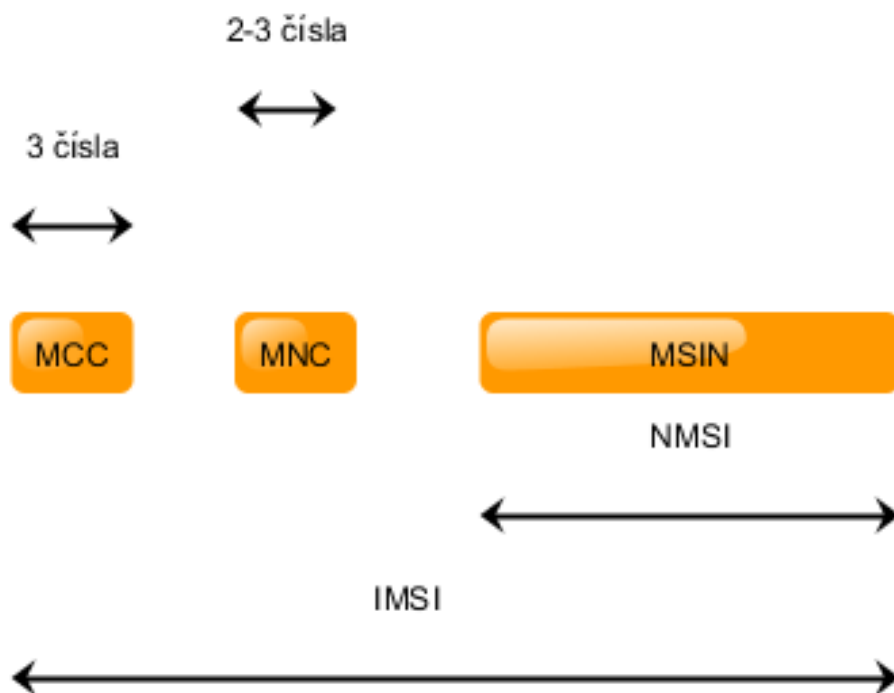 2-3 čísla
3 čísla
MCC
MNC
MSIN
NMSI
IMSI